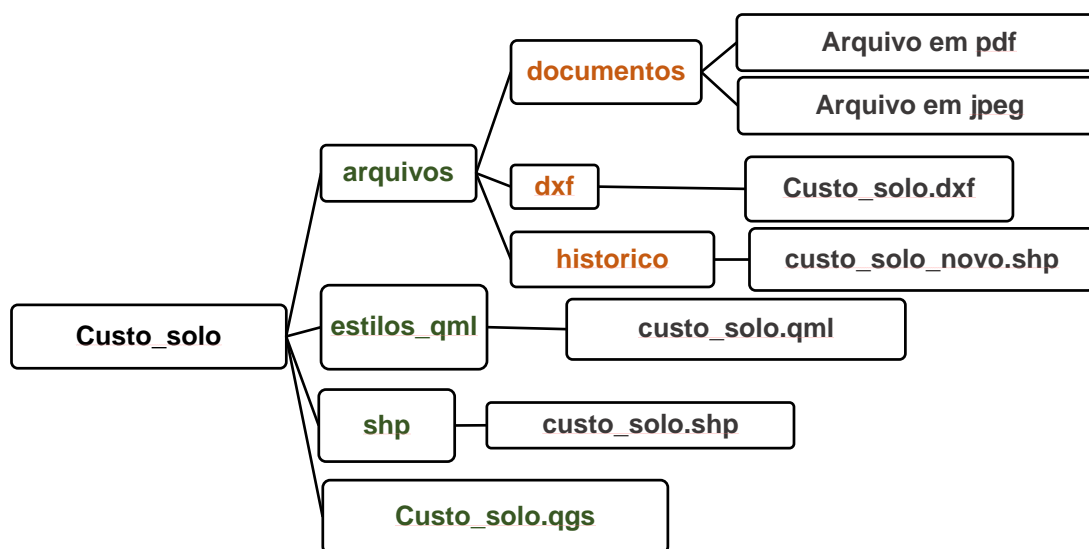 documentos
Arquivo em pdf
Arquivo em jpeg
arquivos
dxf
Custo_solo.dxf
historico
custo_solo_novo.shp
Custo_solo
estilos_qml
custo_solo.qml
shp
custo_solo.shp
Custo_solo.qgs